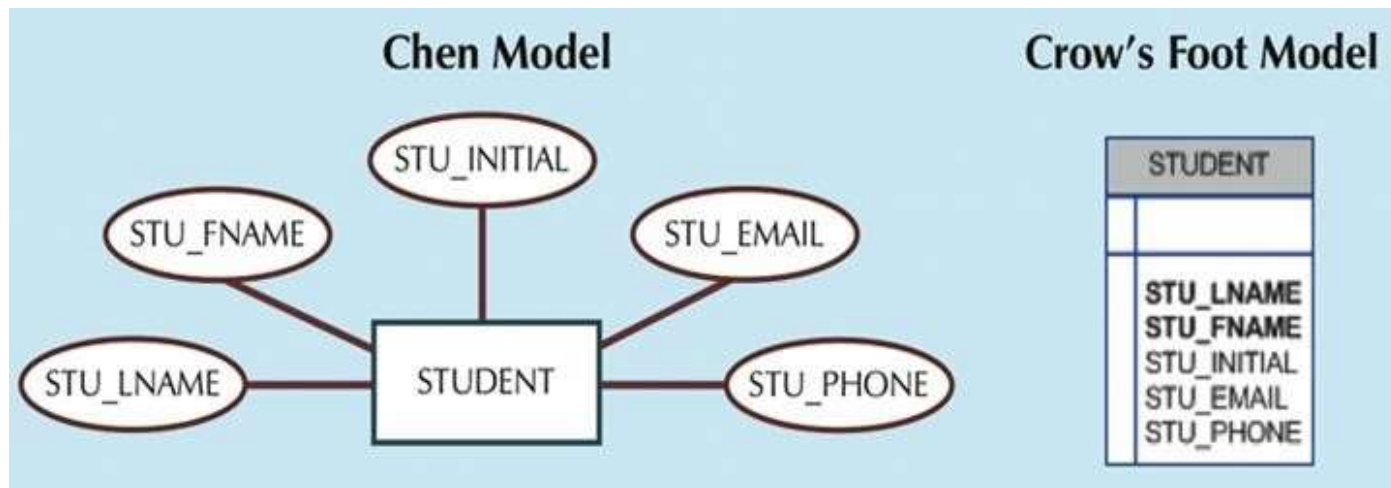 Chen Model
STU_INITIAL
STU_FNAME
STU_EMAIL
STU_LNAME
STUDENT
STU_PHONE
Crow's Foot Model
STUDENT
STU_LNAME
STU_FNAME
STU_INITIAL
STU_EMAIL
STU_PHONE